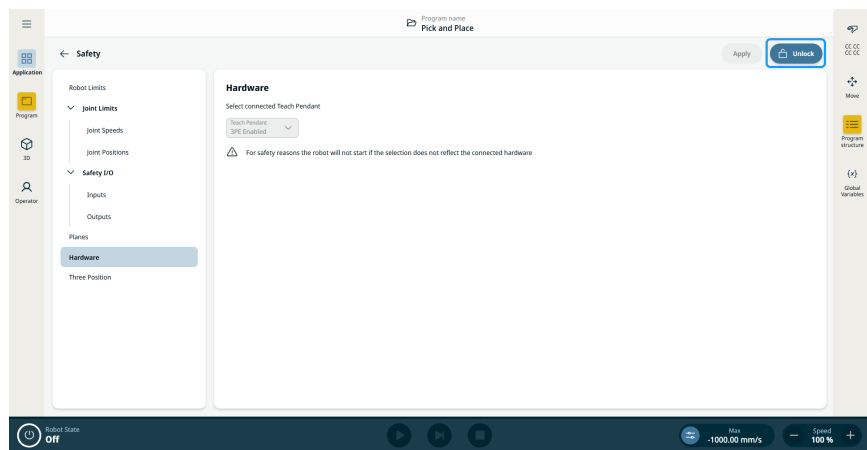 Program name
Pick and Place
Safety
Apply
Unlock
Application
Program
3D
Operator
Robot Limits
Joint Limits
Joint Speeds
Joint Positions
Safety I/O
Inputs
Outputs
Planes
Hardware
Three Position
Hardware
Select connected Teach Pendant
Teach Pendant
3PE Enabled
For safety reasons the robot will not start if the selection does not reflect the connected hardware
CC CC
CC CC
Move
Program
structure
{x}
Global
Variables
Robot State
Off
Max
-1000.00 mm/s
Speed
100 %